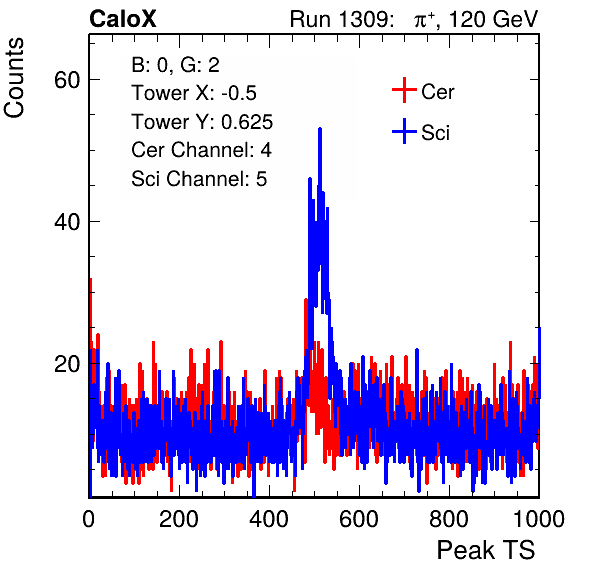 CaloX Run 1309: π⁺, 120 GeV
B: 0, G: 2
Tower X: -0.5
Tower Y: 0.625
Cer Channel: 4
Sci Channel: 5
Cer
Sci
Counts
60
40
20
0 200 400 600 800 1000
Peak TS